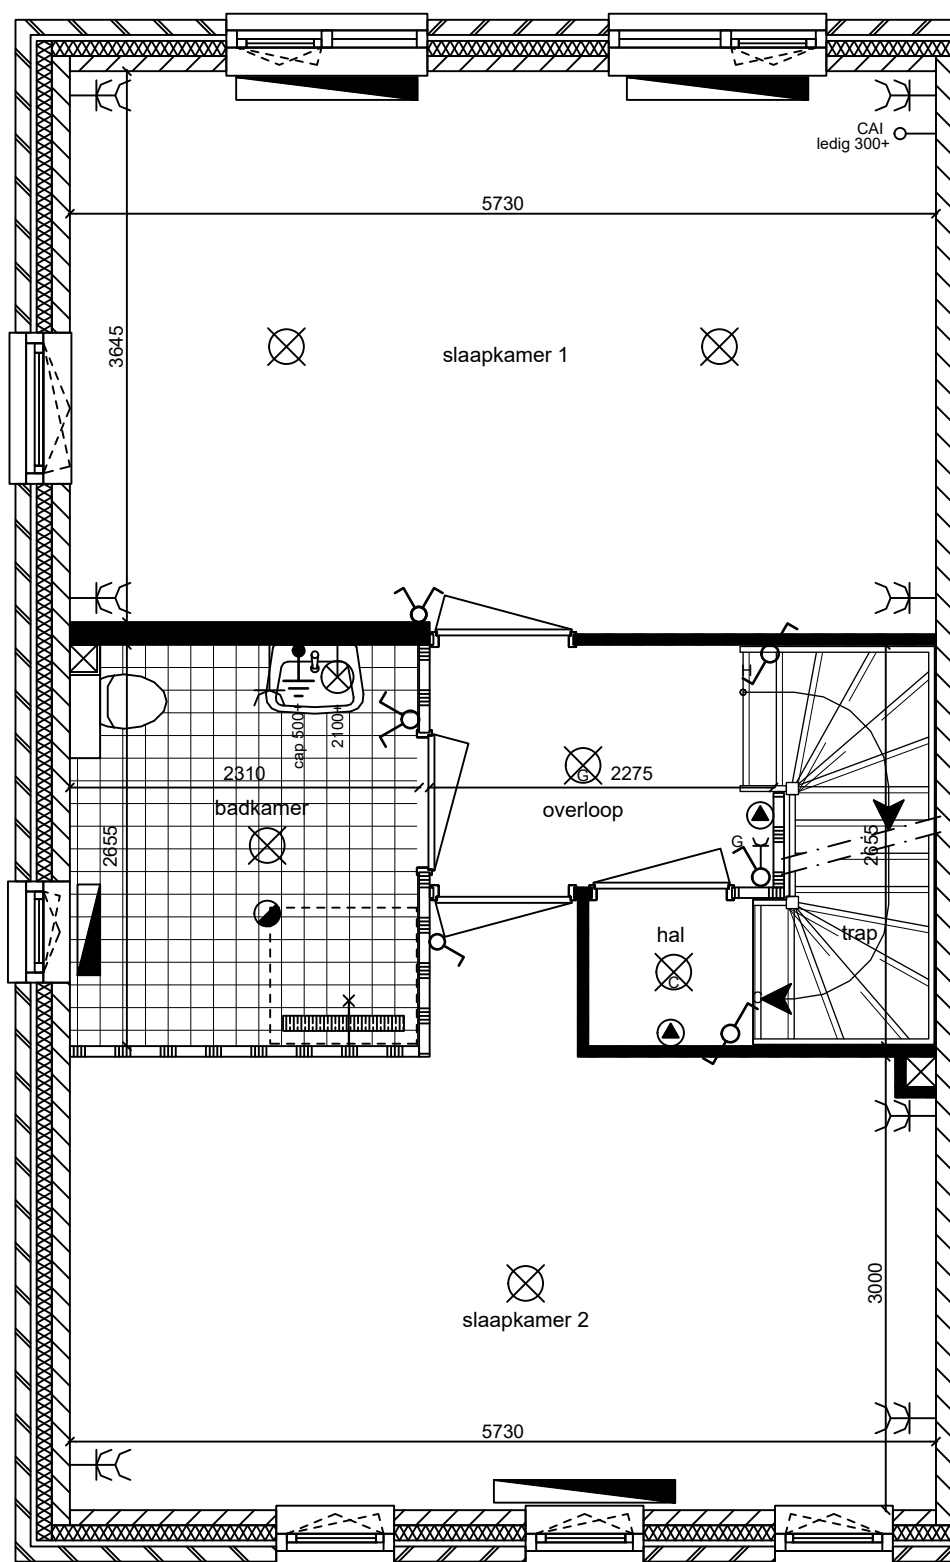 CAI
ledig 300+
5730
3645
slaapkamer 1
H
cap 500+
2100+
2310
badkamer
2655
G
2275
overloop
G
2655
hal
C
trap
C
3000
slaapkamer 2
5730